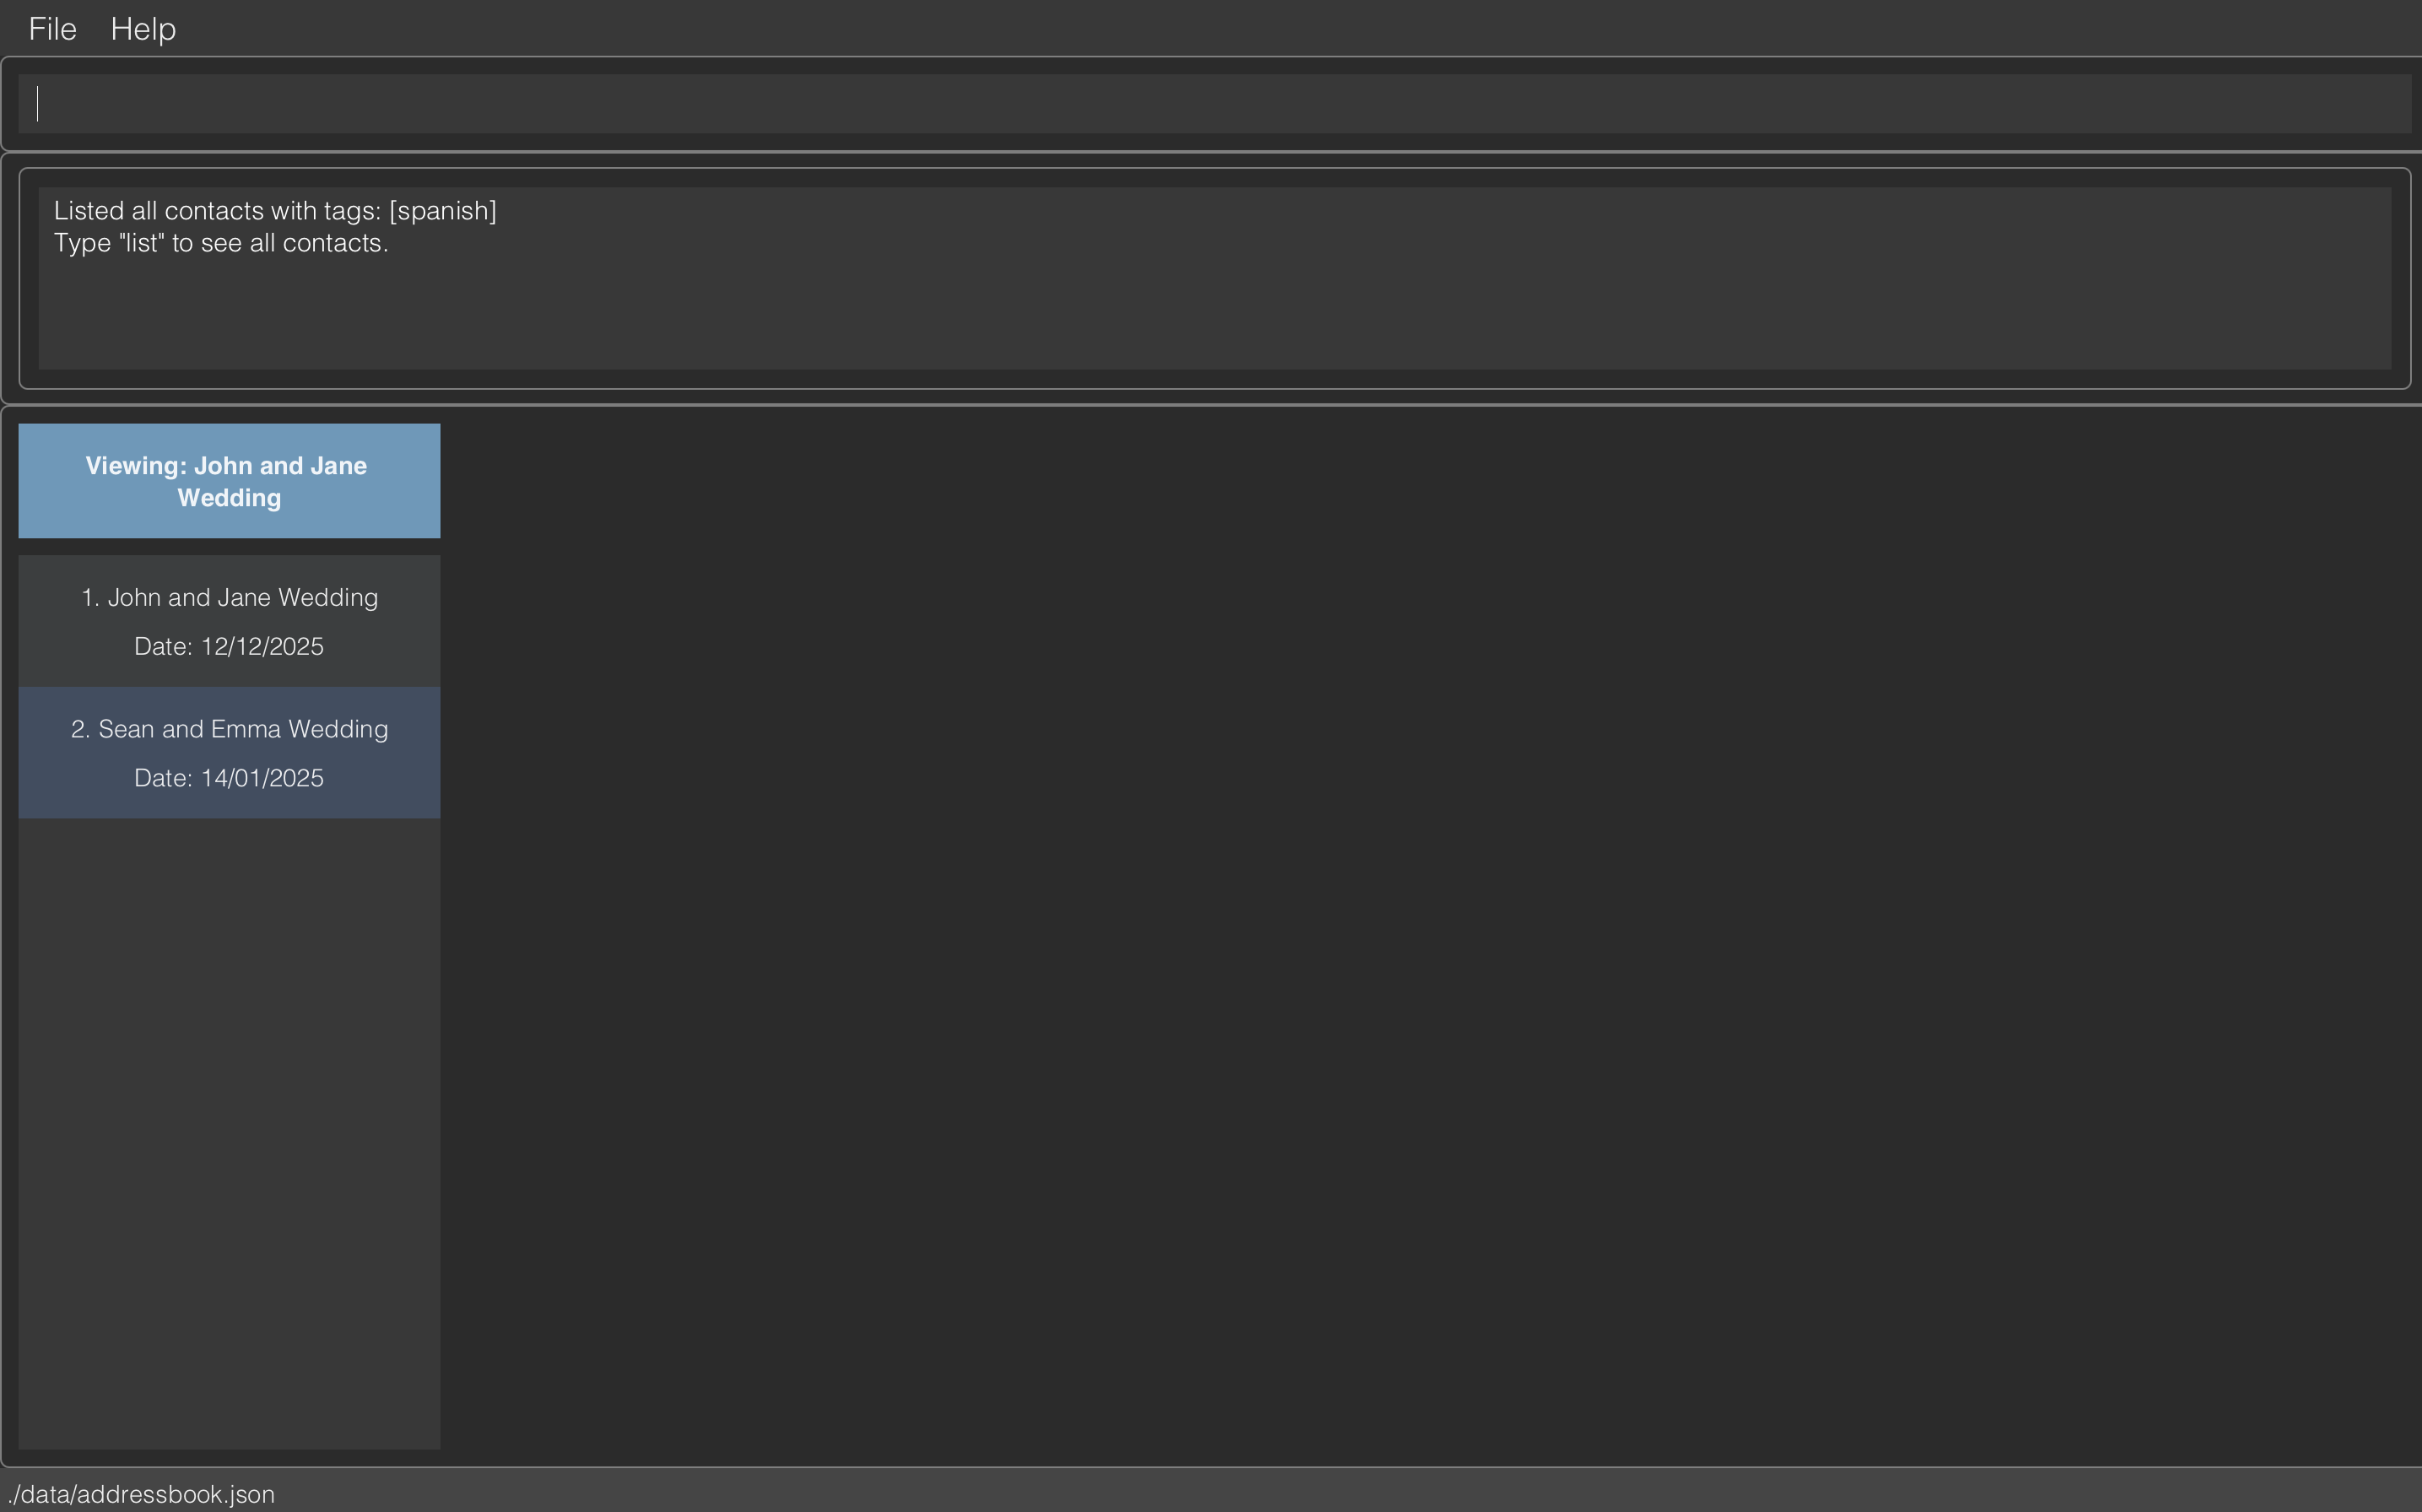 File Help
Listed all contacts with tags: [spanish]
Type "list" to see all contacts.
Viewing: John and Jane
Wedding
1. John and Jane Wedding
Date: 12/12/2025
2. Sean and Emma Wedding
Date: 14/01/2025
./data/addressbook.json